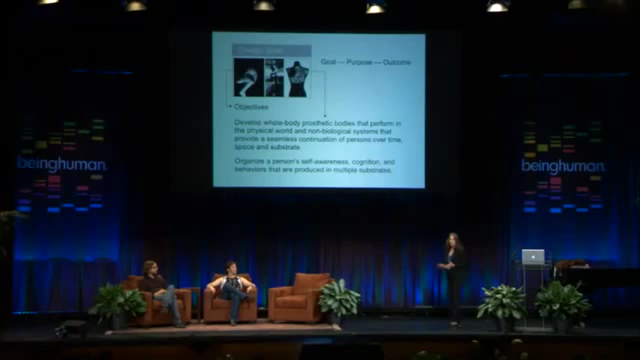 Goal — Purpose — Outcome
Objectives
Develop whole-body prosthetic bodies that perform in
the physical world and non-biological systems that
provide a seamless continuation of persons over time,
space and substrate.
Organize a person's self-awareness, cognition, and
behaviors that are produced in multiple substrates.
beinghuman.
beinghuman.